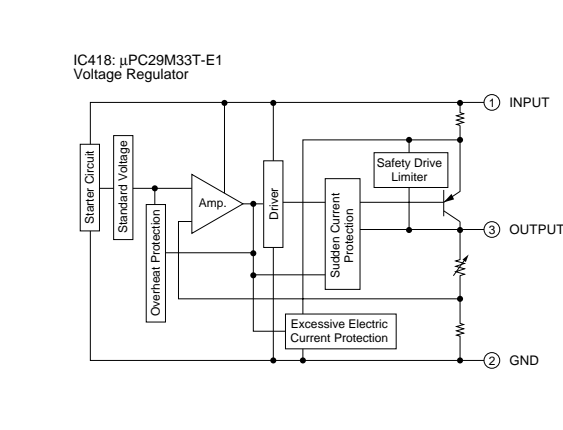 IC418: μPC29M33T-E1
Voltage Regulator
1 INPUT
Starter Circuit
Standard Voltage
Overheat Protection
Amp.
Driver
Sudden Current
Protection
Safety Drive
Limiter
3 OUTPUT
Excessive Electric
Current Protection
2 GND